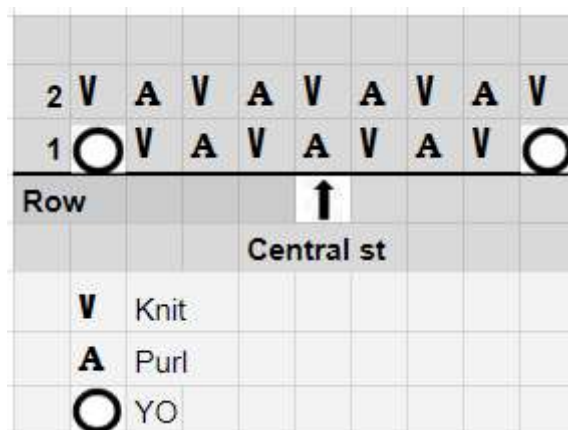 2 V A V A V A V A V
1 V A V A V A V
Row
Central st
V Knit
A Purl
YO